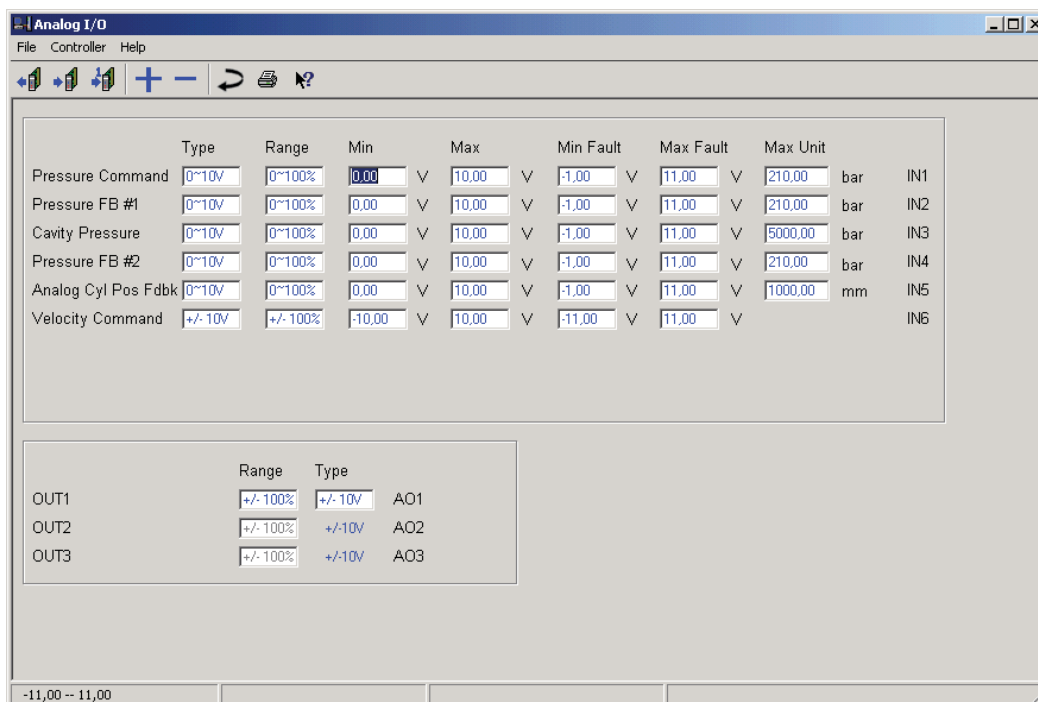 Analog I/O
File Controller Help
Type Range Min Max Min Fault Max Fault Max Unit
Pressure Command 0~10V 0~100% 0,00 V 10,00 V -1,00 V 11,00 V 210,00 bar IN1
Pressure FB #1 0~10V 0~100% 0,00 V 10,00 V -1,00 V 11,00 V 210,00 bar IN2
Cavity Pressure 0~10V 0~100% 0,00 V 10,00 V -1,00 V 11,00 V 5000,00 bar IN3
Pressure FB #2 0~10V 0~100% 0,00 V 10,00 V -1,00 V 11,00 V 210,00 bar IN4
Analog Cyl Pos Fdbk 0~10V 0~100% 0,00 V 10,00 V -1,00 V 11,00 V 1000,00 mm IN5
Velocity Command +/- 10V +/- 100% -10,00 V 10,00 V -11,00 V 11,00 V IN6
Range Type
OUT1 +/- 100% +/- 10V AO1
OUT2 +/- 100% +/-10V AO2
OUT3 +/- 100% +/-10V AO3
-11,00 -- 11,00